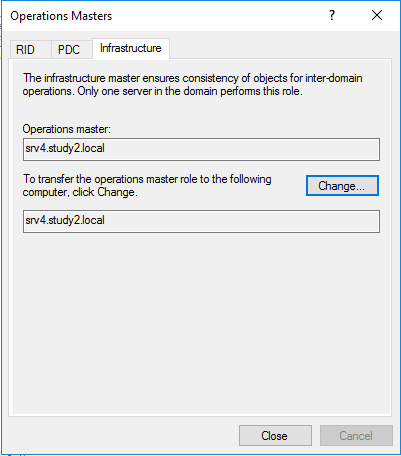 Operations Masters
RID PDC Infrastructure
The infrastructure master ensures consistency of objects for inter-domain
operations. Only one server in the domain performs this role.
Operations master:
srv4.study2.local
To transfer the operations master role to the following
computer, click Change.
Change...
srv4.study2.local
Close Cancel